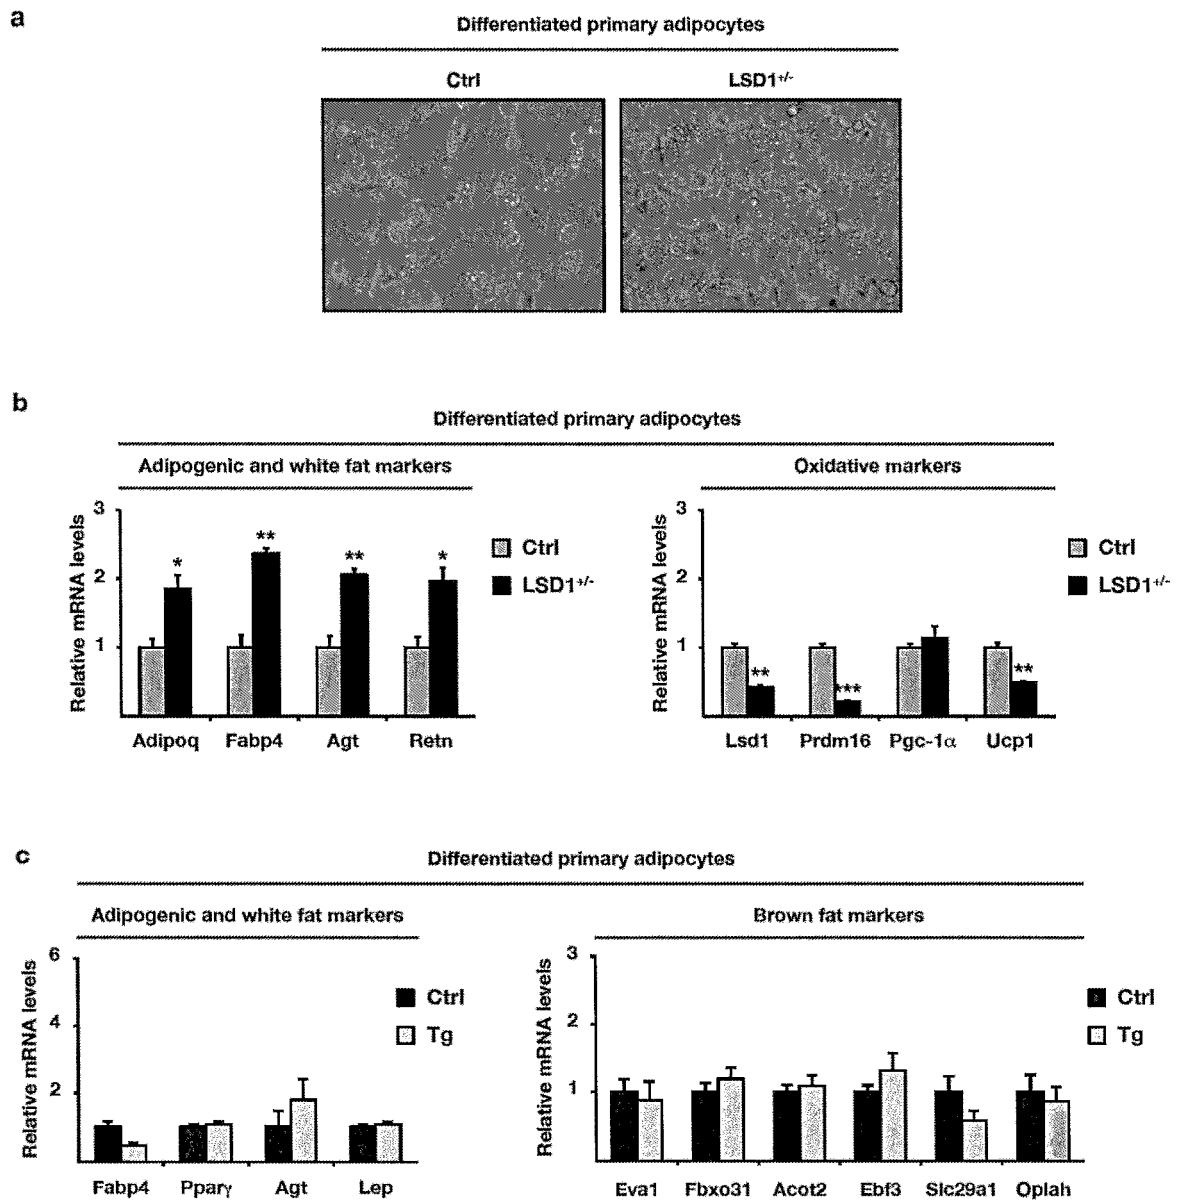 a
Differentiated primary adipocytes
Ctrl LSD1+/-
b
Differentiated primary adipocytes
Adipogenic and white fat markers
Relative mRNA levels
3
2
1
* ** ** *
Ctrl
LSD1+/-
Adipoq Fabp4 Agt Retn
Oxidative markers
Relative mRNA levels
3
2
1
** *** **
Ctrl
LSD1+/-
Lsd1 Prdm16 Pgc-1α Ucp1
c
Differentiated primary adipocytes
Adipogenic and white fat markers
Relative mRNA levels
6
4
2
Ctrl
Tg
Fabp4 Pparγ Agt Lep
Brown fat markers
Relative mRNA levels
3
2
1
Ctrl
Tg
Eva1 Fbxo31 Acot2 Ebf3 Slc29a1 Oplah